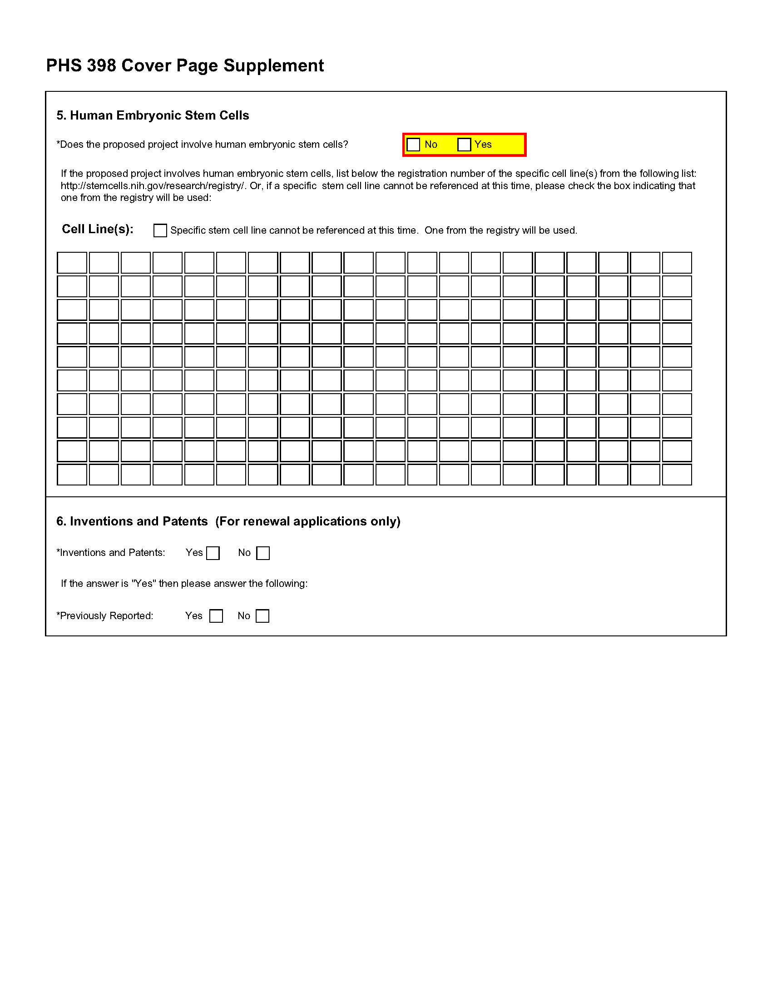 PHS 398 Cover Page Supplement
5. Human Embryonic Stem Cells
*Does the proposed project involve human embryonic stem cells? No Yes
If the proposed project involves human embryonic stem cells, list below the registration number of the specific cell line(s) from the following list:
http://stemcells.nih.gov/research/registry/. Or, if a specific  stem cell line cannot be referenced at this time, please check the box indicating that
one from the registry will be used:
Cell Line(s): Specific stem cell line cannot be referenced at this time.  One from the registry will be used.
6. Inventions and Patents  (For renewal applications only)
*Inventions and Patents: Yes No
If the answer is "Yes" then please answer the following:
*Previously Reported: Yes No